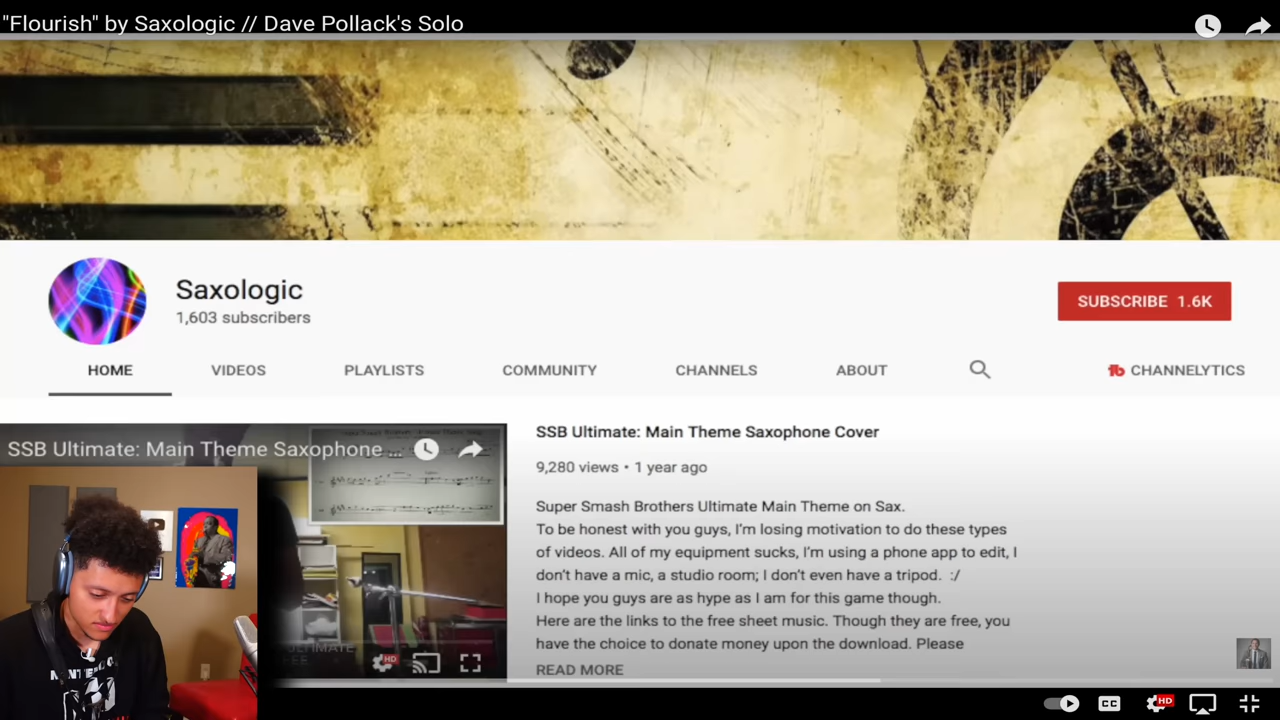 "Flourish" by Saxologic // Dave Pollack's Solo
Saxologic
1,603 subscribers
SUBSCRIBE 1.6K
HOME VIDEOS PLAYLISTS COMMUNITY CHANNELS ABOUT CHANNELYTICS
SSB Ultimate: Main Theme Saxophone ...
SSB Ultimate: Main Theme Saxophone Cover
9,280 views • 1 year ago
Super Smash Brothers Ultimate Main Theme on Sax.
To be honest with you guys, I'm losing motivation to do these types
of videos. All of my equipment sucks, I'm using a phone app to edit, I
don't have a mic, a studio room; I don't even have a tripod. :/
I hope you guys are as hype as I am for this game though.
Here are the links to the free sheet music. Though they are free, you
have the choice to donate money upon the download. Please
READ MORE
ULTIMATE
HD
CC
HD